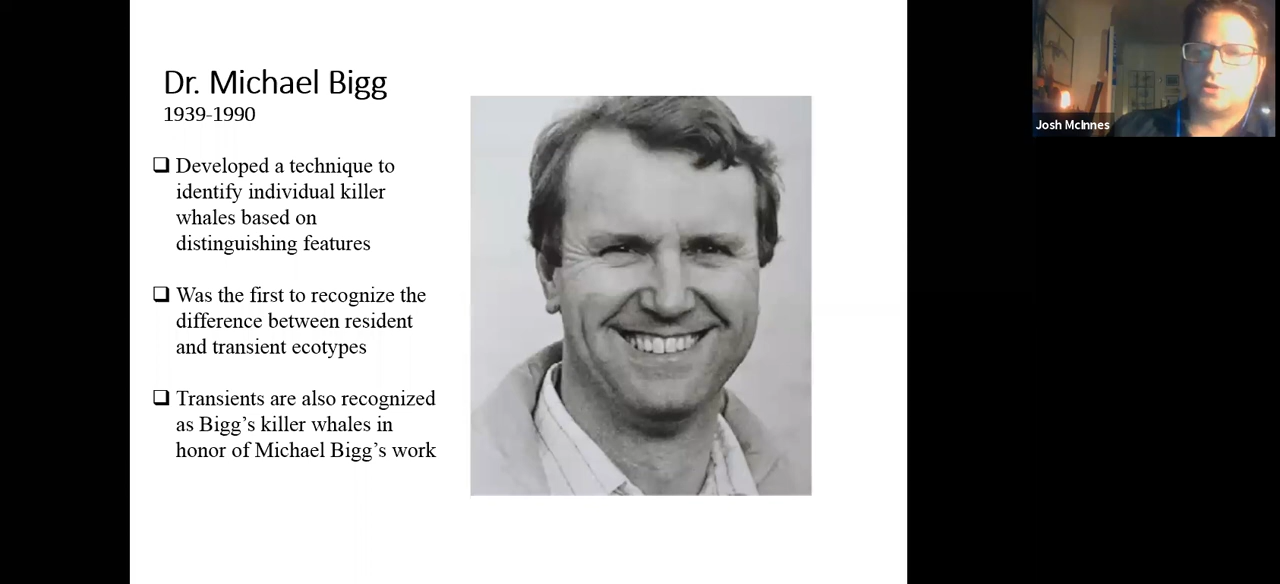 Dr. Michael Bigg
1939-1990
❑ Developed a technique to
identify individual killer
whales based on
distinguishing features
❑ Was the first to recognize the
difference between resident
and transient ecotypes
❑ Transients are also recognized
as Bigg’s killer whales in
honor of Michael Bigg’s work
Josh McInnes